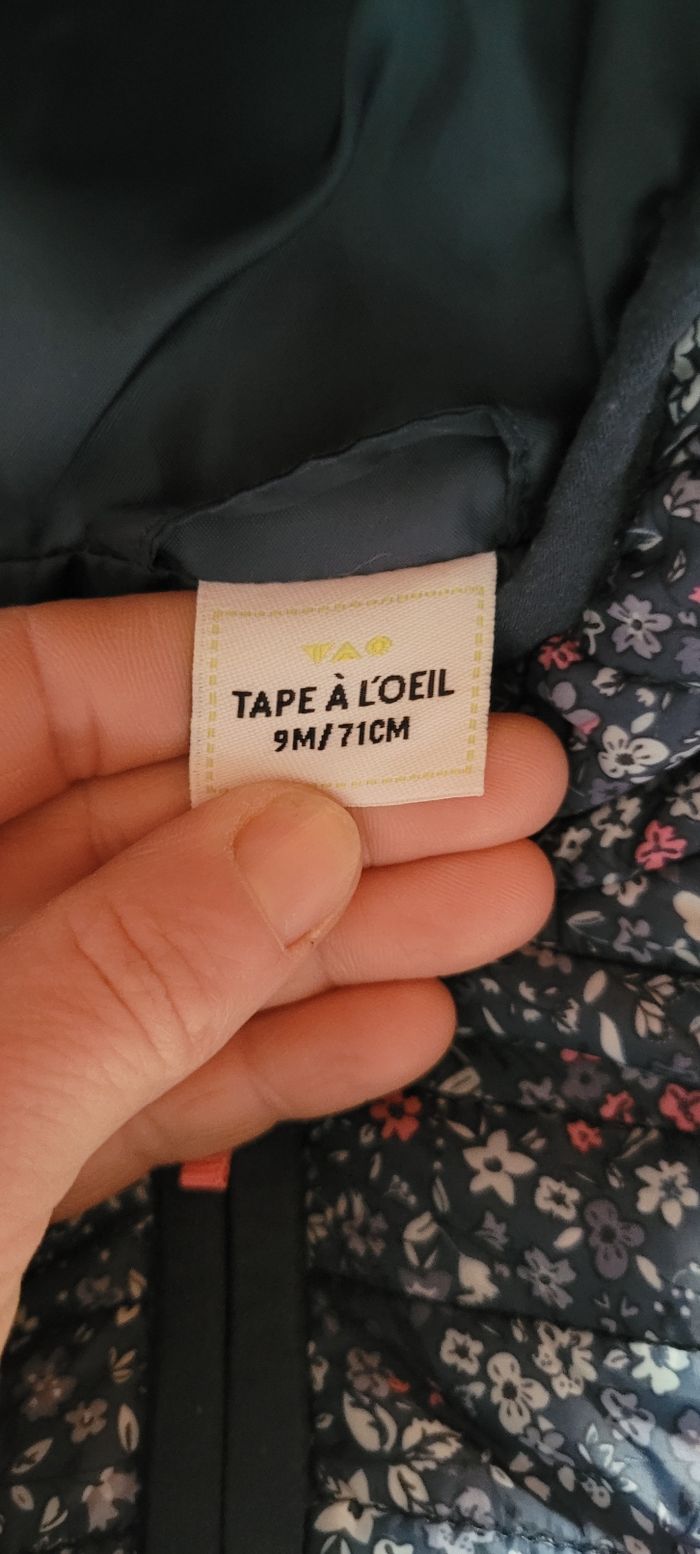 TAO
TAPE À L'OEIL
9M/71CM